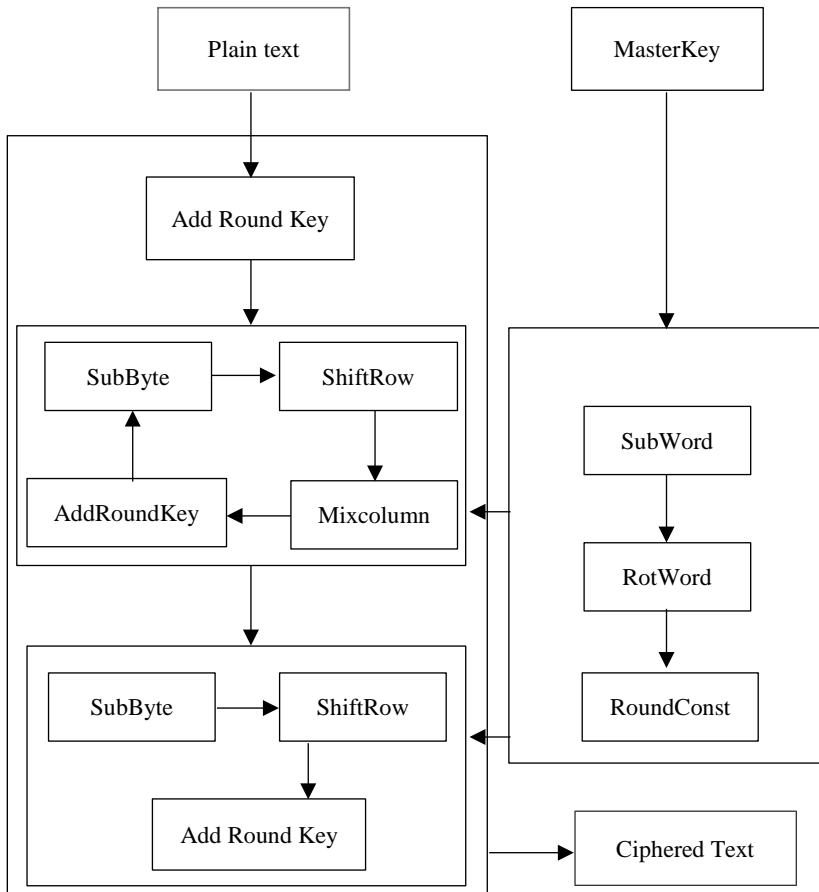 Plain text
MasterKey
Add Round Key
SubByte
ShiftRow
AddRoundKey
Mixcolumn
SubWord
RotWord
RoundConst
SubByte
ShiftRow
Add Round Key
Ciphered Text